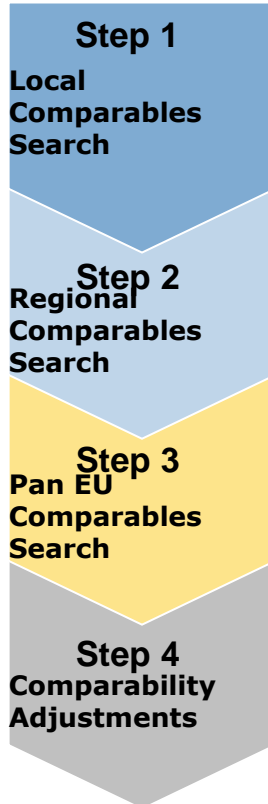 Step 1
Local
Comparables
Search
Step 2
Regional
Comparables
Search
Step 3
Pan EU
Comparables
Search
Step 4
Comparability
Adjustments